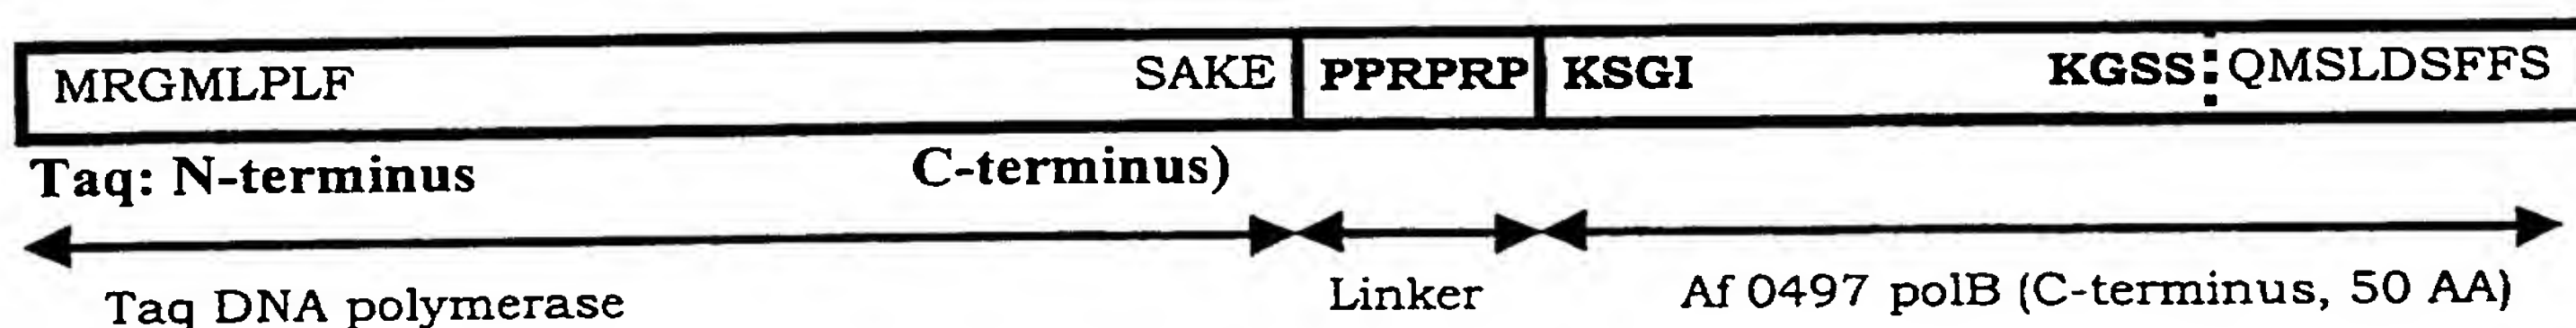 MRGMLPLF SAKE PPRPRP KSGI KGSS QMSLDSFFS
Taq: N-terminus C-terminus)
Taq DNA polymerase Linker Af 0497 polB (C-terminus, 50 AA)